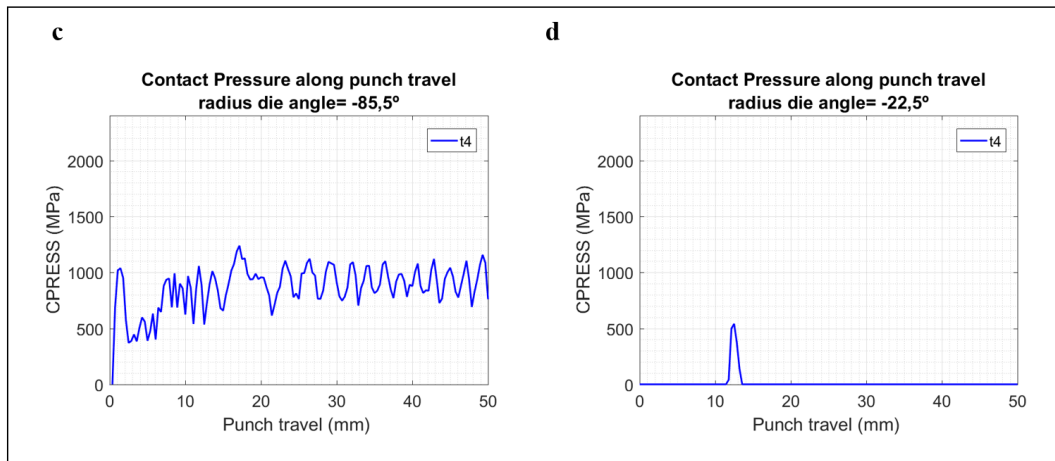 c
Contact Pressure along punch travel
radius die angle= -85,5º
t4
2000
1500
1000
500
0
CPRESS (MPa)
0 10 20 30 40 50
Punch travel (mm)
d
Contact Pressure along punch travel
radius die angle= -22,5º
t4
2000
1500
1000
500
0
CPRESS (MPa)
0 10 20 30 40 50
Punch travel (mm)